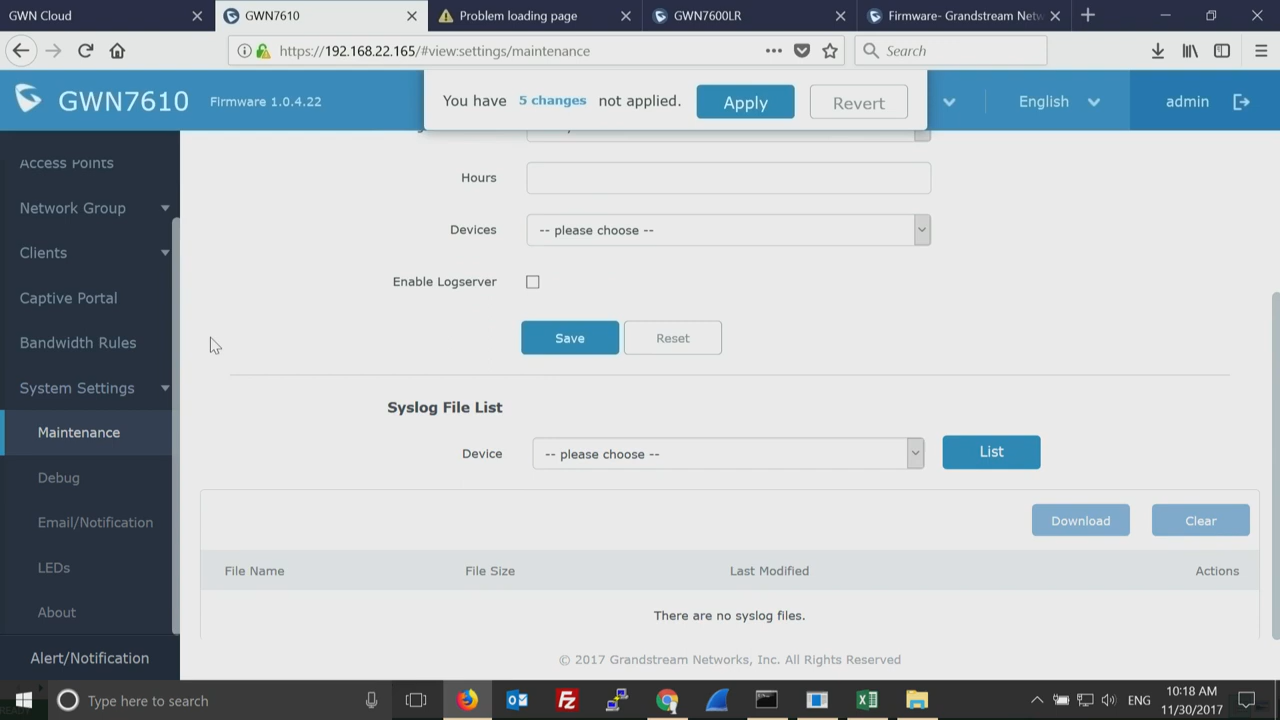 GWN Cloud
GWN7610
Problem loading page
GWN7600LR
Firmware- Grandstream Netw
https://192.168.22.165/#view:settings/maintenance
Search
GWN7610
Firmware 1.0.4.22
You have 5 changes not applied.
Apply
Revert
English
admin
Access Points
Network Group
Clients
Captive Portal
Bandwidth Rules
System Settings
Maintenance
Debug
Email/Notification
LEDs
About
Alert/Notification
Hours
Devices
-- please choose --
Enable Logserver
Save
Reset
Syslog File List
Device
-- please choose --
List
Download
Clear
File Name
File Size
Last Modified
Actions
There are no syslog files.
© 2017 Grandstream Networks, Inc. All Rights Reserved
Type here to search
ENG
10:18 AM
11/30/2017